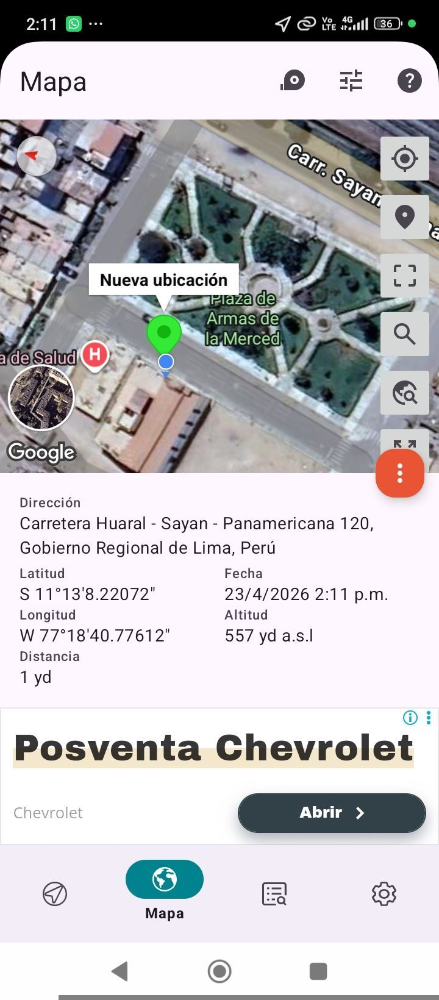 2:11
Vo
LTE
4G
36
Mapa
Carr. Sayan
Nueva ubicación
Plaza de
Armas de
la Merced
a de Salud
H
Google
Dirección
Carretera Huaral - Sayan - Panamericana 120,
Gobierno Regional de Lima, Perú
Latitud
Fecha
S 11°13'8.22072"
23/4/2026 2:11 p.m.
Longitud
Altitud
W 77°18'40.77612"
557 yd a.s.l
Distancia
1 yd
Posventa Chevrolet
Chevrolet
Abrir
Mapa